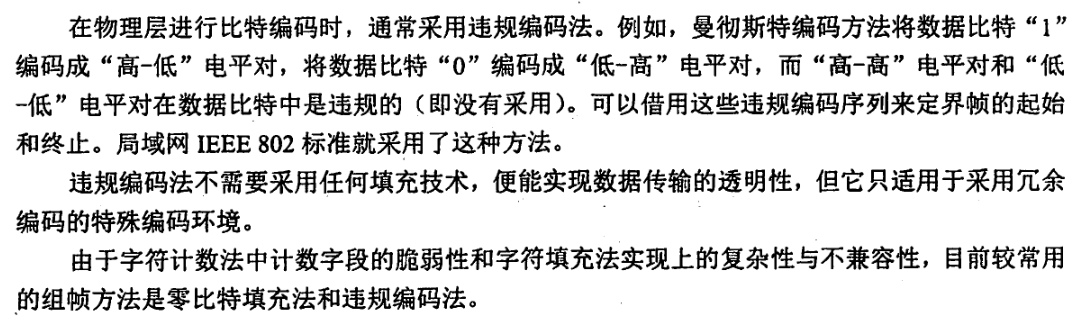 在物理层进行比特编码时，通常采用违规编码法。例如，曼彻斯特编码方法将数据比特“1”
编码成“高-低”电平对，将数据比特“0”编码成“低-高”电平对，而“高-高”电平对和“低
-低”电平对在数据比特中是违规的（即没有采用）。可以借用这些违规编码序列来定界帧的起始
和终止。局域网 IEEE 802 标准就采用了这种方法。
违规编码法不需要采用任何填充技术，便能实现数据传输的透明性，但它只适用于采用冗余
编码的特殊编码环境。
由于字符计数法中计数字段的脆弱性和字符填充法实现上的复杂性与不兼容性，目前较常用
的组帧方法是零比特填充法和违规编码法。